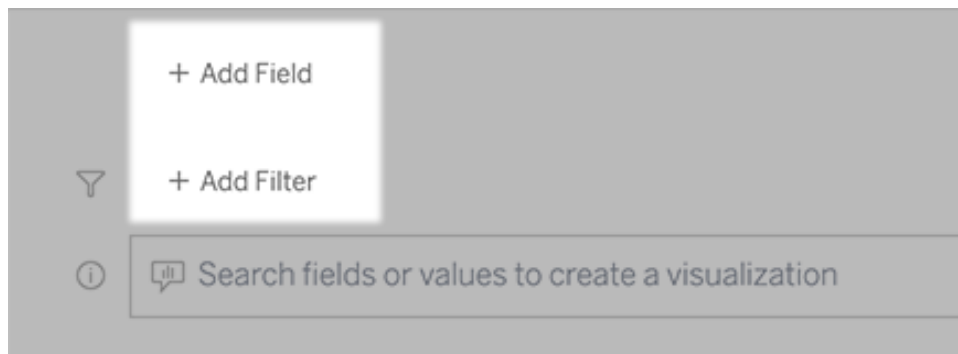 + Add Field
+ Add Filter
Search fields or values to create a visualization